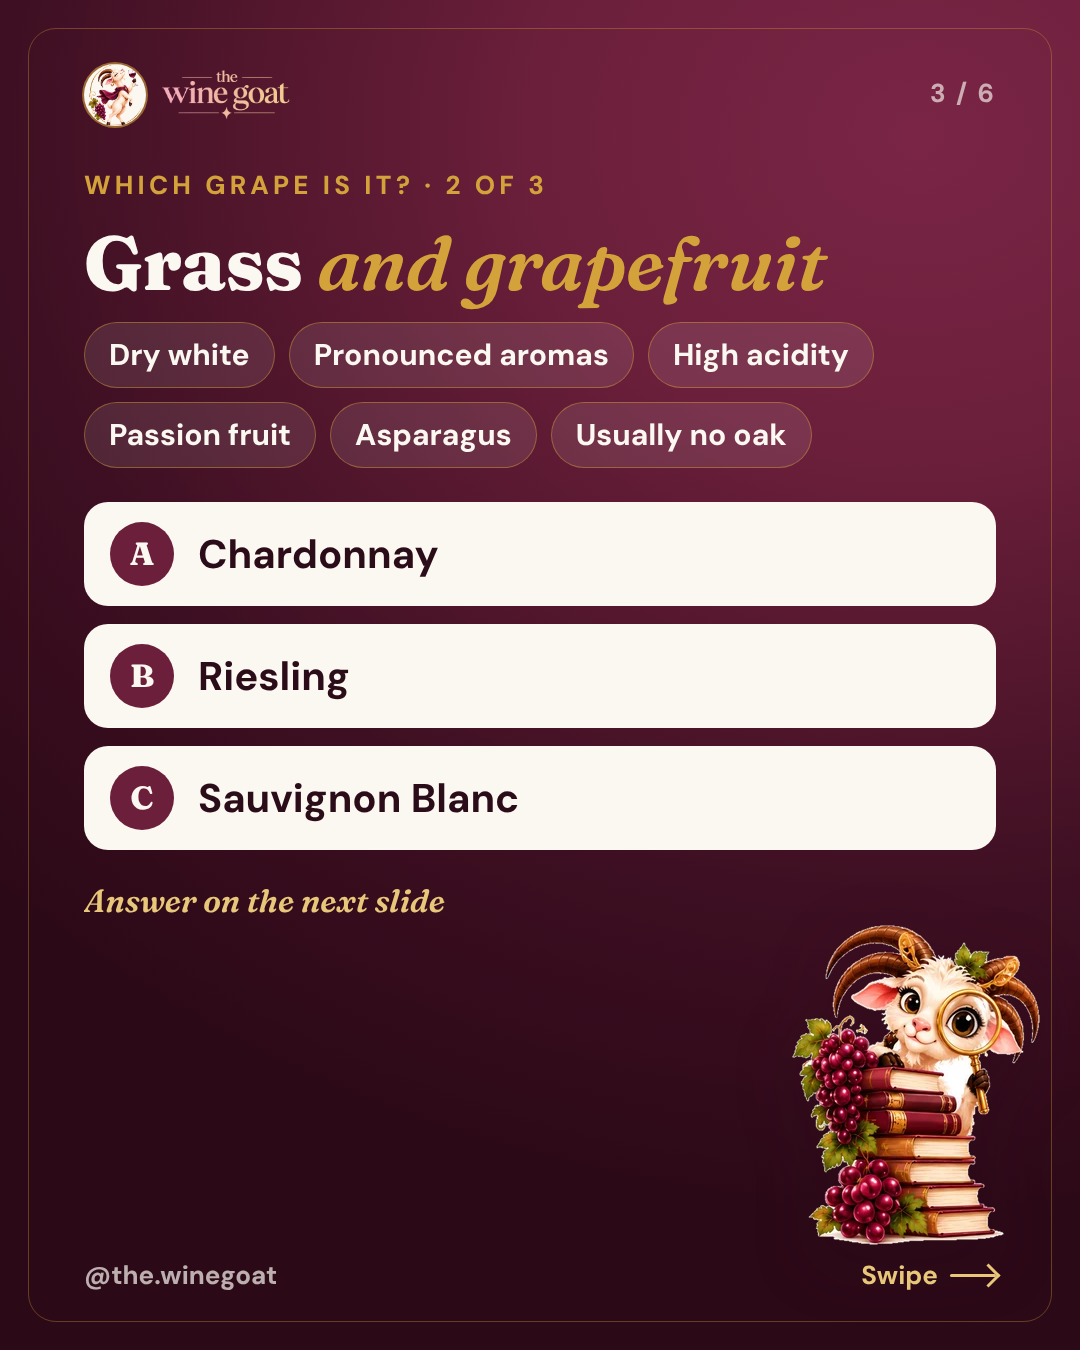 the
wine goat
3 / 6
WHICH GRAPE IS IT? · 2 OF 3
Grass and grapefruit
Dry white Pronounced aromas High acidity
Passion fruit Asparagus Usually no oak
A Chardonnay
B Riesling
C Sauvignon Blanc
Answer on the next slide
@the.winegoat
Swipe